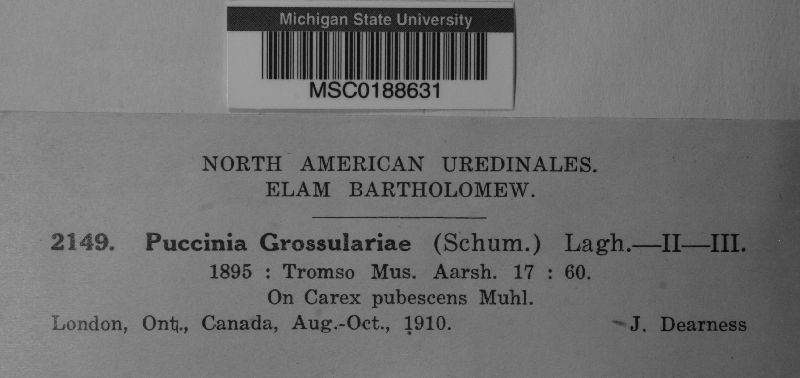 Michigan State University
MSC0188631
NORTH AMERICAN UREDINALES.
ELAM BARTHOLOMEW.
2149. Puccinia Grossulariae (Schum.) Lagh.—II—III.
1895 : Tromso Mus. Aarsh. 17 : 60.
On Carex pubescens Muhl.
London, Ont., Canada, Aug.-Oct., 1910. J. Dearness